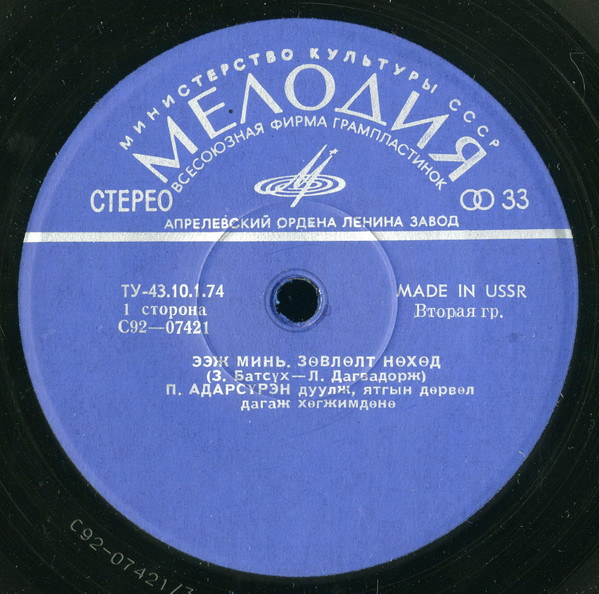 МИНИСТЕРСТВО КУЛЬТУРЫ СССР
МЕЛОДИЯ
ВСЕСОЮЗНАЯ ФИРМА ГРАМПЛАСТИНОК
СТЕРЕО
33
АПРЕЛЕВСКИЙ ОРДЕНА ЛЕНИНА ЗАВОД
ТУ-43.10.1.74
1 сторона
С92—07421
MADE IN USSR
Вторая гр.
ЭЭЖ МИНЬ. ЗӨВЛӨЛТ НӨХӨД
(З. Батсүх—Л. Дагвадорж)
П. АДАРСҮРЭН дуулж, ятгын дөрвөл
дагаж хөгжимдөнө
С92-07421/